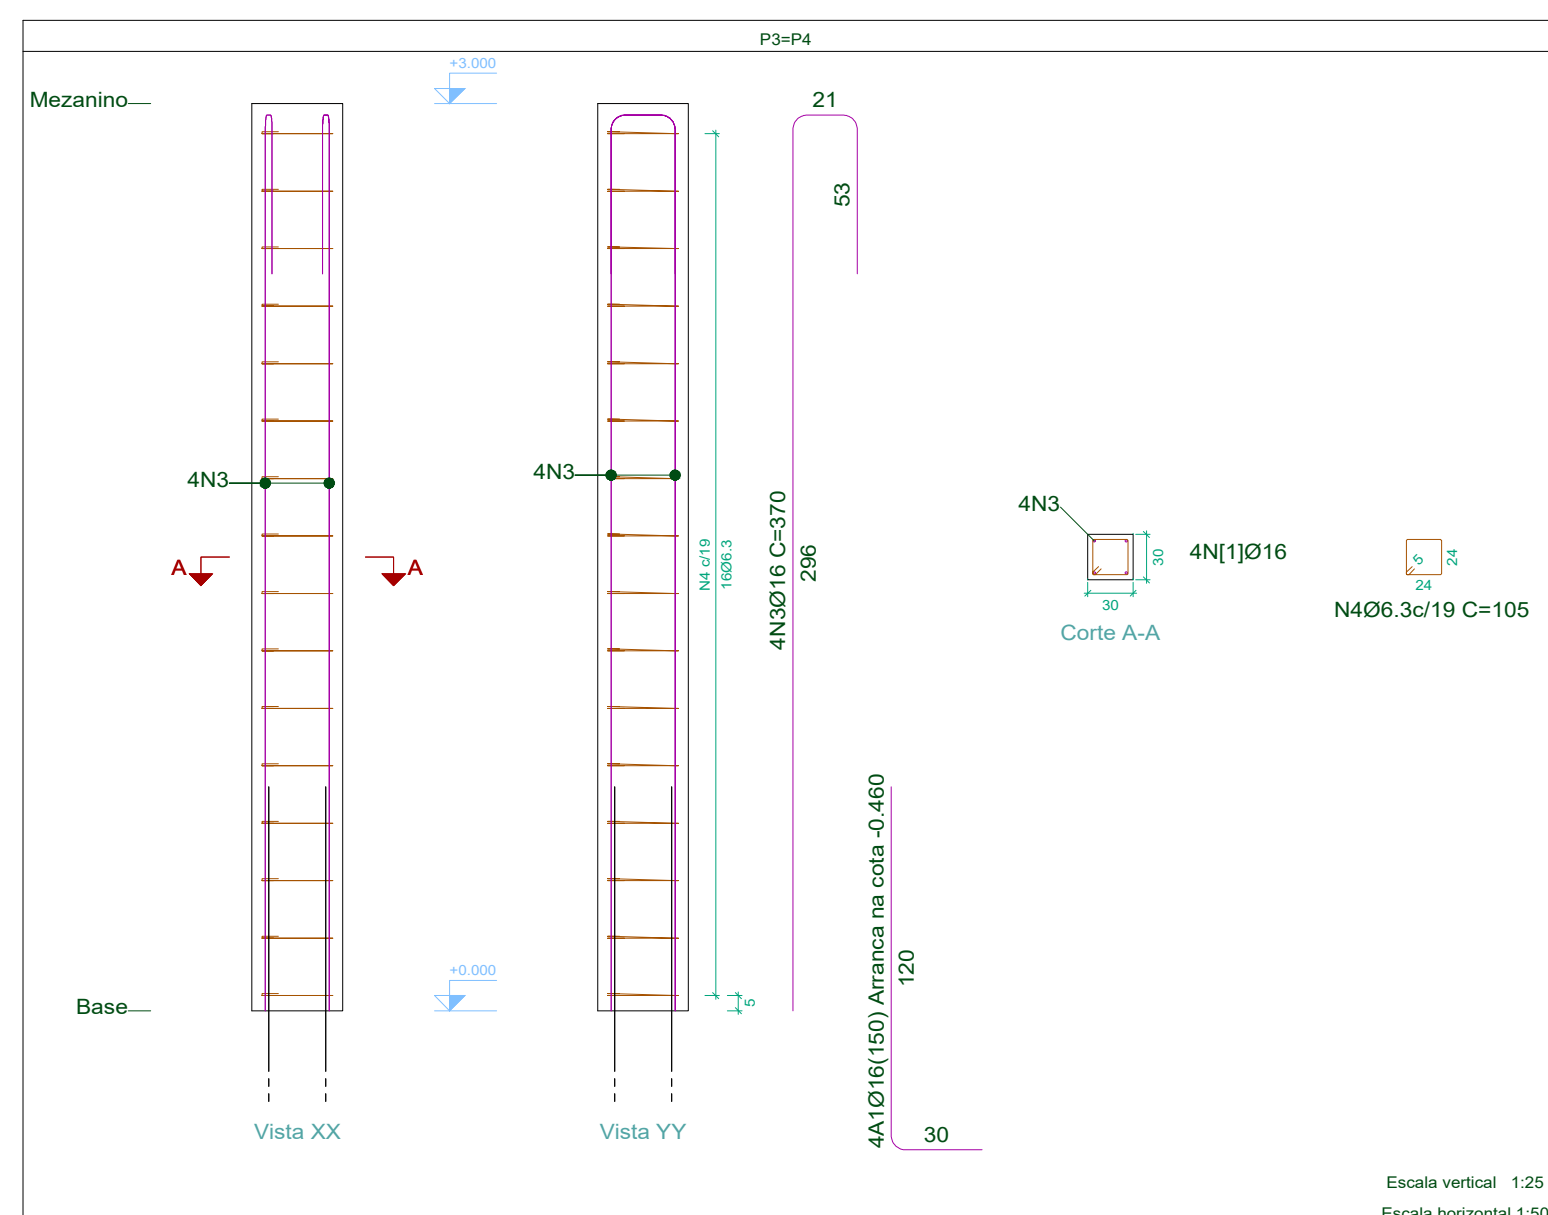 P3=P4
+3.000
Mezanino
21
53
4N3
4N3
A
A
N4 c/19
16Ø6.3
4N3Ø16 C=370
296
4N3
30
30
Corte A-A
4N[1]Ø16
5
24
24
N4Ø6.3c/19 C=105
4A1Ø16(150) Arranca na cota -0.460
120
30
+0.000
Base
5
Vista XX
Vista YY
Escala vertical 1:25
Escala horizontal 1:50